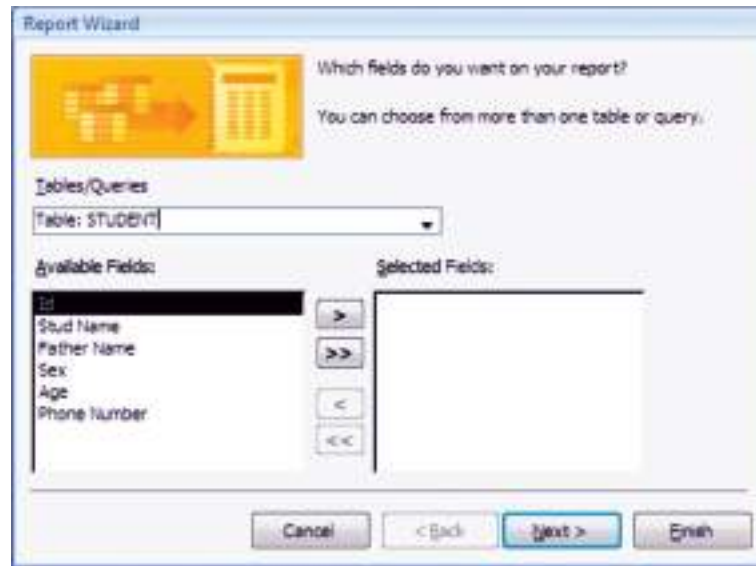 Report Wizard
Which fields do you want on your report?
You can choose from more than one table or query.
Tables/Queries
Table: STUDENT
Available Fields:
Selected Fields:
Id
Stud Name
Father Name
Sex
Age
Phone Number
>
>>
<
<<
Cancel
< Back
Next >
Finish